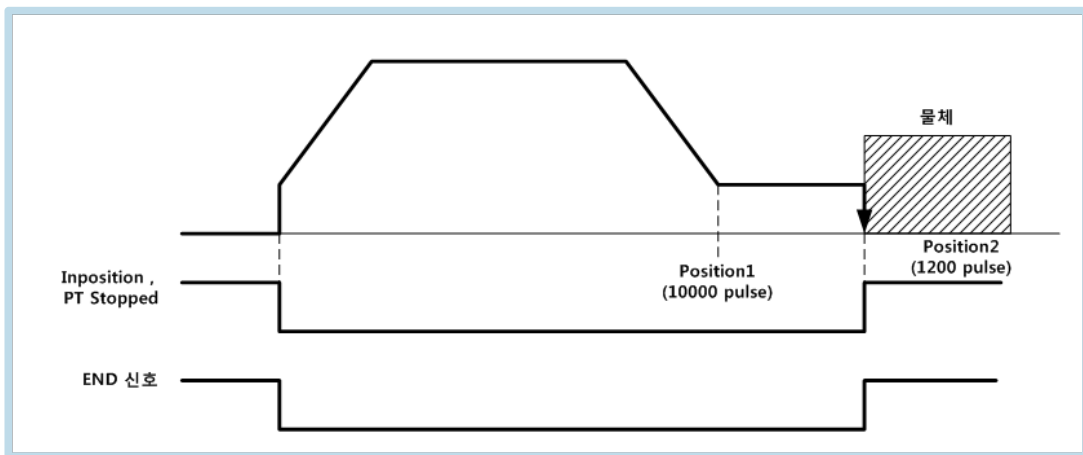 물체
Position1
(10000 pulse)
Position2
(1200 pulse)
Inposition ,
PT Stopped
END 신호